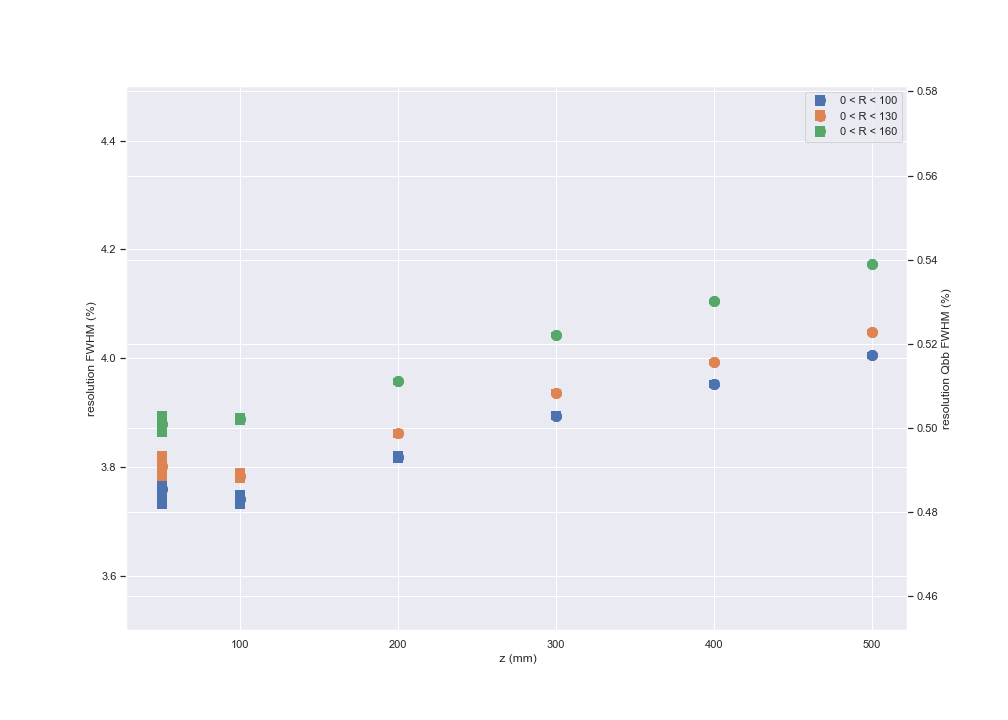 0 < R < 100
0 < R < 130
0 < R < 160
4.4
4.2
4.0
3.8
3.6
resolution FWHM (%)
0.58
0.56
0.54
0.52
0.50
0.48
0.46
resolution Qbb FWHM (%)
100
200
300
400
500
z (mm)